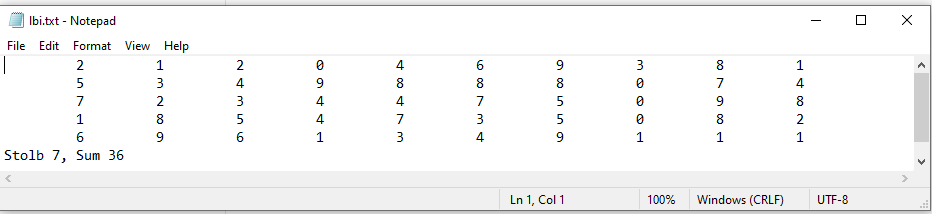 lbi.txt - Notepad
File Edit Format View Help
2 1 2 0 4 6 9 3 8 1
5 3 4 9 8 8 8 0 7 4
7 2 3 4 4 7 5 0 9 8
1 8 5 4 7 3 5 0 8 2
6 9 6 1 3 4 9 1 1 1
Stolb 7, Sum 36
Ln 1, Col 1 100% Windows (CRLF) UTF-8